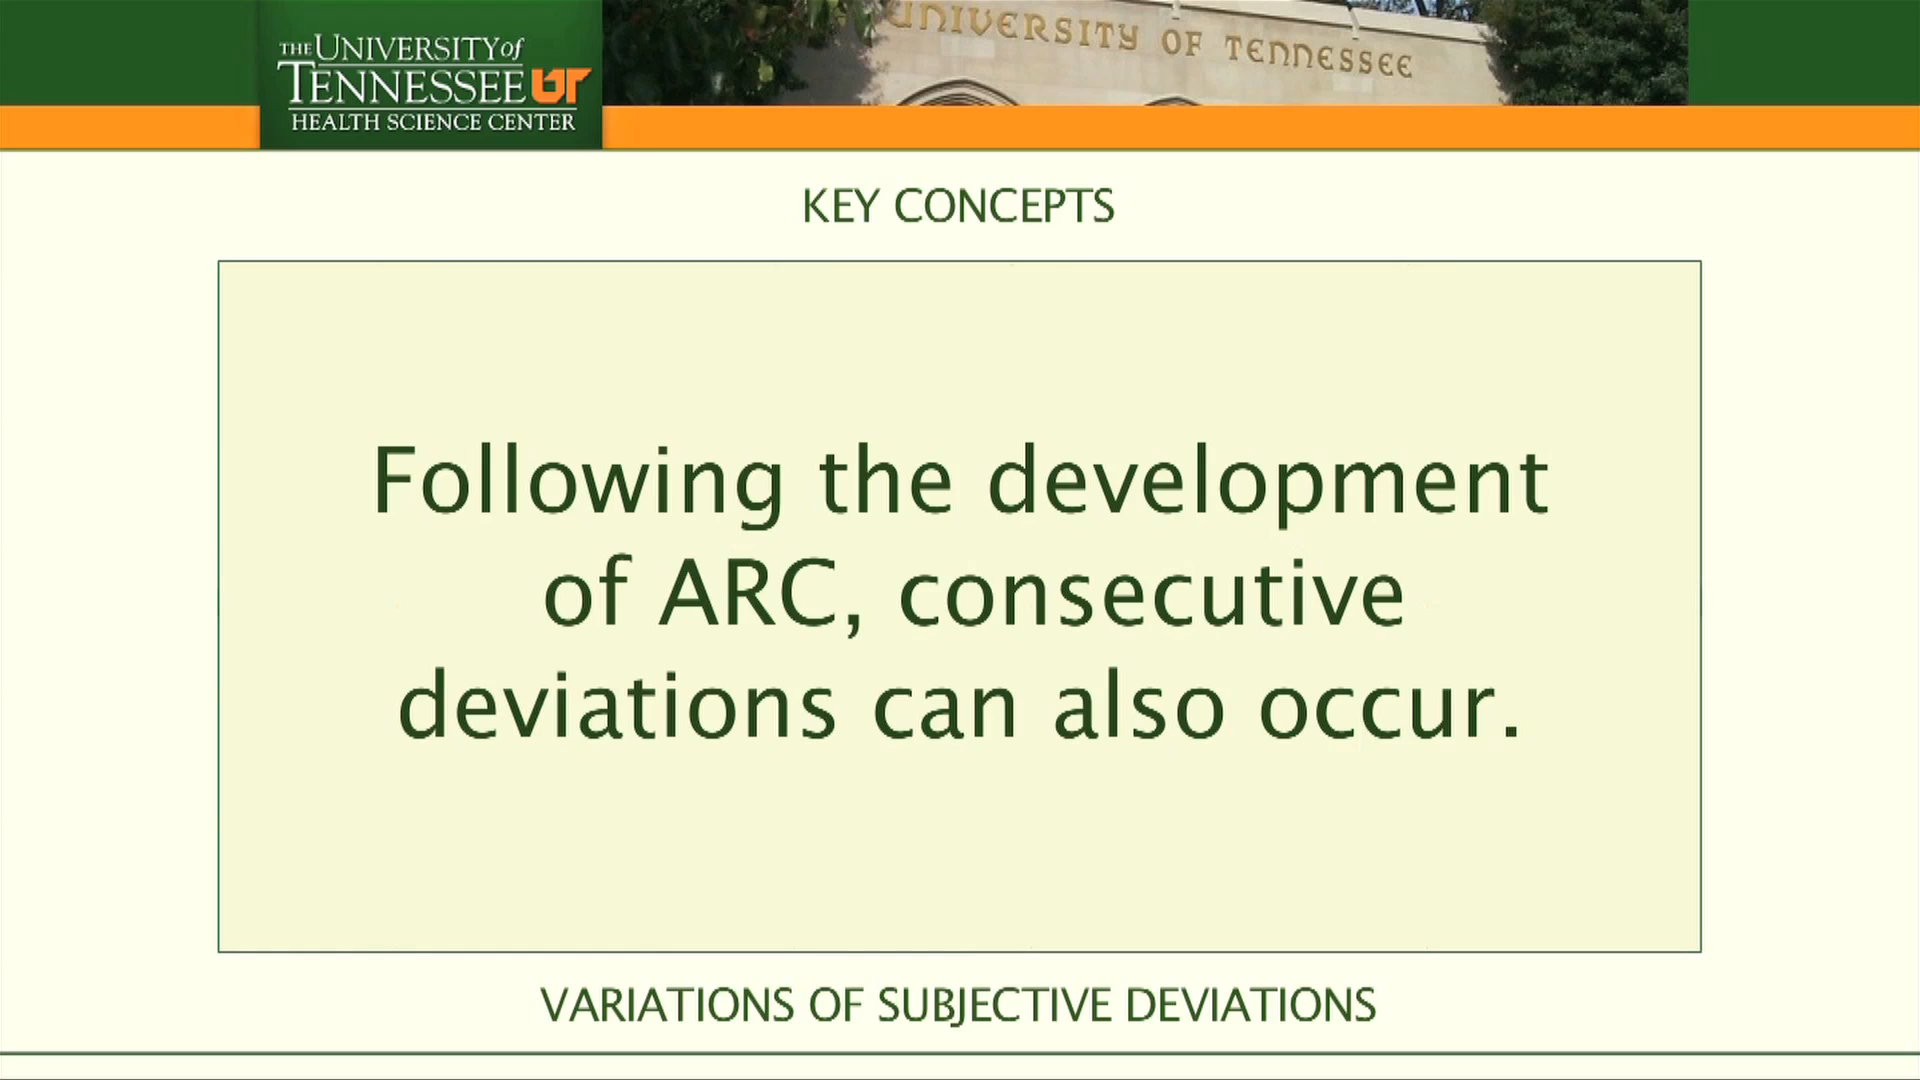 THE UNIVERSITY of
TENNESSEE UT
HEALTH SCIENCE CENTER
UNIVERSITY OF TENNESSEE
KEY CONCEPTS
Following the development
of ARC, consecutive
deviations can also occur.
VARIATIONS OF SUBJECTIVE DEVIATIONS